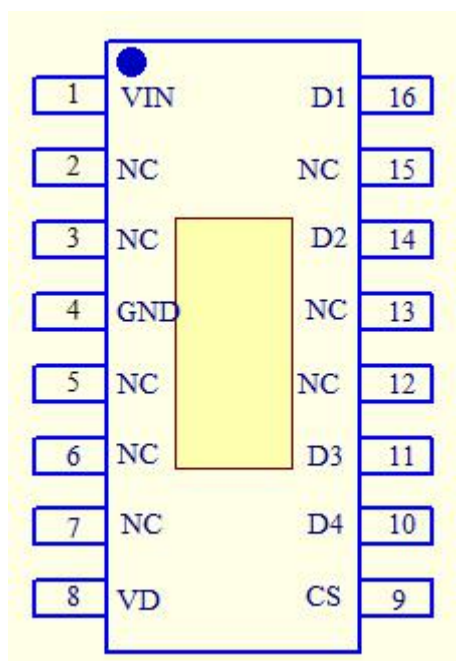 1 VIN D1 16
2 NC NC 15
3 NC D2 14
4 GND NC 13
5 NC NC 12
6 NC D3 11
7 NC D4 10
8 VD CS 9